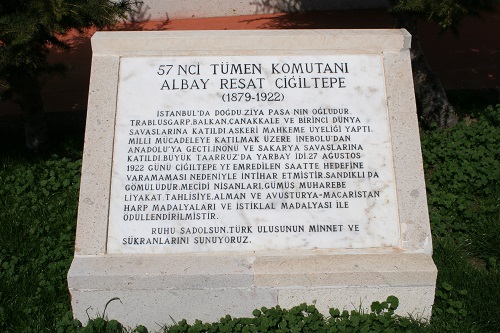 57 NCİ TÜMEN KOMUTANI
ALBAY REŞAT ÇİĞİLTEPE
(1879-1922)
İSTANBUL'DA DOĞDU.ZİYA PAŞA'NIN OĞLUDUR.
TRABLUSGARP,BALKAN,ÇANAKKALE VE BİRİNCİ DÜNYA
SAVAŞLARINA KATILDI.ASKERİ MAHKEME ÜYELİĞİ YAPTI.
MİLLİ MÜCADELEYE KATILMAK ÜZERE İNEBOLU'DAN
ANADOLU'YA GEÇTİ.İNÖNÜ VE SAKARYA SAVAŞLARINA
KATILDI.BÜYÜK TAARRUZ'DA YARBAY İDİ.27 AĞUSTOS
1922 GÜNÜ ÇİĞİLTEPE'YE EMREDİLEN SAATTE HEDEFİNE
VARAMAMASI NEDENİYLE İNTİHAR ETMİŞTİR.SANDIKLI DA
GÖMÜLÜDÜR.MECİDİ NİŞANLARI,GÜMÜŞ MUHAREBE
LİYAKAT,TAHLİSİYE,ALMAN VE AVUSTURYA-MACARİSTAN
HARP MADALYALARI VE İSTİKLAL MADALYASI İLE
ÖDÜLLENDİRİLMİŞTİR.
RUHU ŞADOLSUN.TÜRK ULUSUNUN MİNNET VE
ŞÜKRANLARINI SUNUYORUZ.